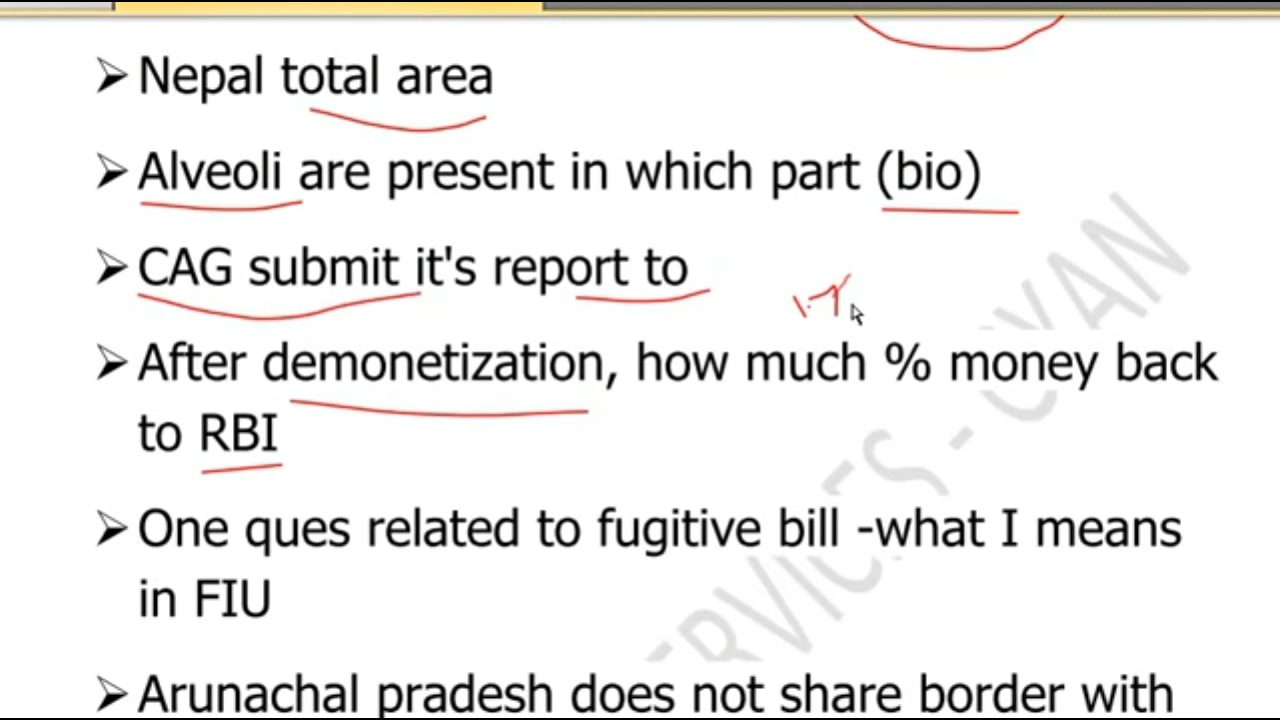 Nepal total area
Alveoli are present in which part (bio)
CAG submit it's report to
After demonetization, how much % money back
to RBI
One ques related to fugitive bill -what I means
in FIU
Arunachal pradesh does not share border with